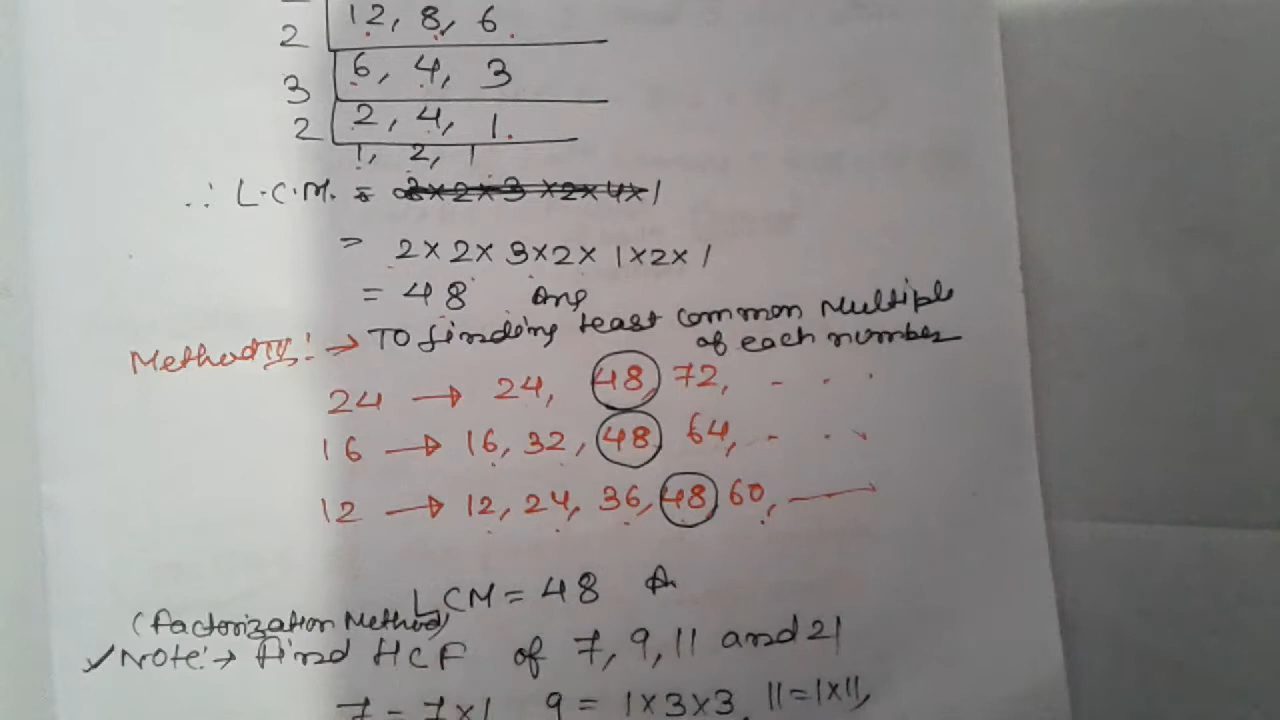 2 | 12, 8, 6
3 | 6, 4, 3
2 | 2, 4, 1
1, 2, 1
∴ L.C.M. = 2×2×3×2×4×1
= 2×2×3×2×1×2×1
= 48 Ans
Method III :→ TO finding least common Multiple
of each number
24 → 24, 48, 72, - - .
16 → 16, 32, 48 64, - - .
12 → 12, 24, 36, 48, 60, —
LCM = 48 A
(Factorization Method)
✓ Note:→ Find HCF of 7, 9, 11 and 21
7 = 7×1 9 = 1×3×3, 11=1×11,